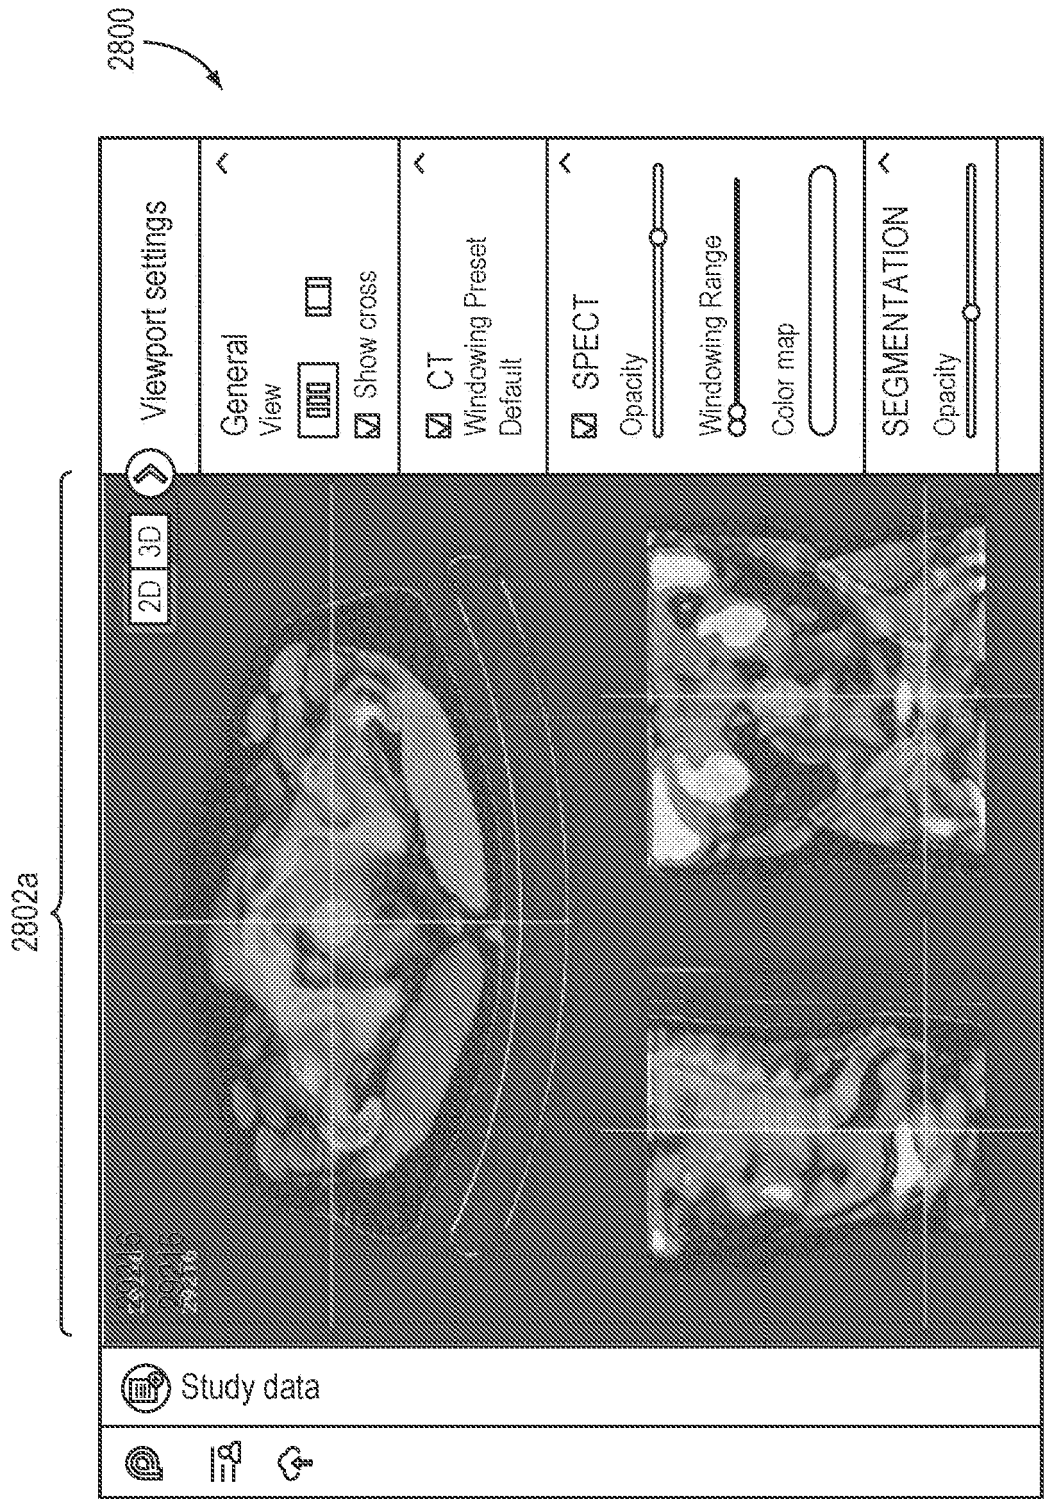 2800
2802a
Study data
2D 3D
Viewport settings
General
View
Show cross
CT
Windowing Preset
Default
SPECT
Opacity
Windowing Range
Color map
SEGMENTATION
Opacity